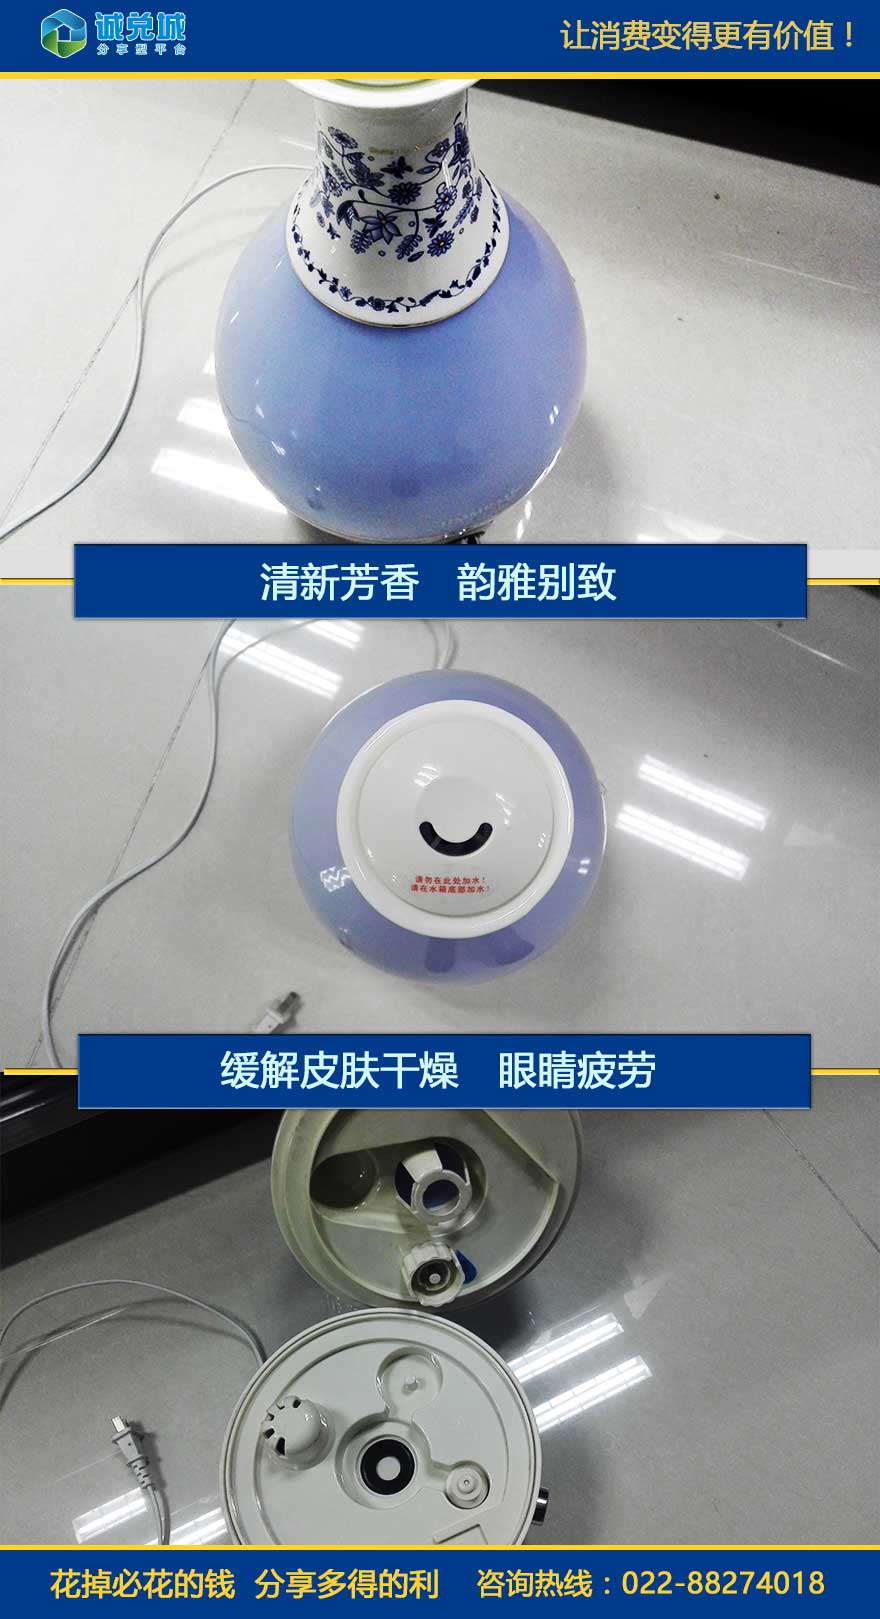 诚兑城
分享型平台
让消费变得更有价值！
清新芳香 韵雅别致
请勿在此处加水！
请在水箱底部加水！
缓解皮肤干燥 眼睛疲劳
花掉必花的钱 分享多得的利 咨询热线：022-88274018